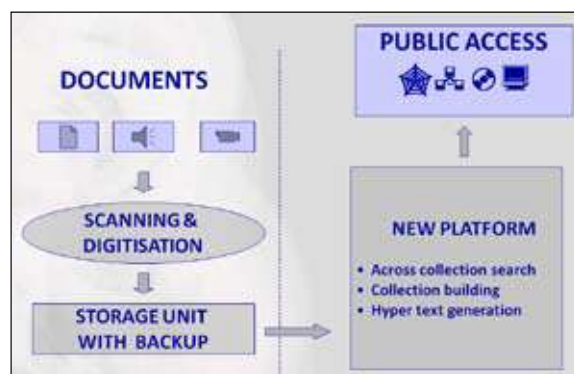 DOCUMENTS
SCANNING &
DIGITISATION
STORAGE UNIT
WITH BACKUP
PUBLIC ACCESS
NEW PLATFORM
• Across collection search
• Collection building
• Hyper text generation